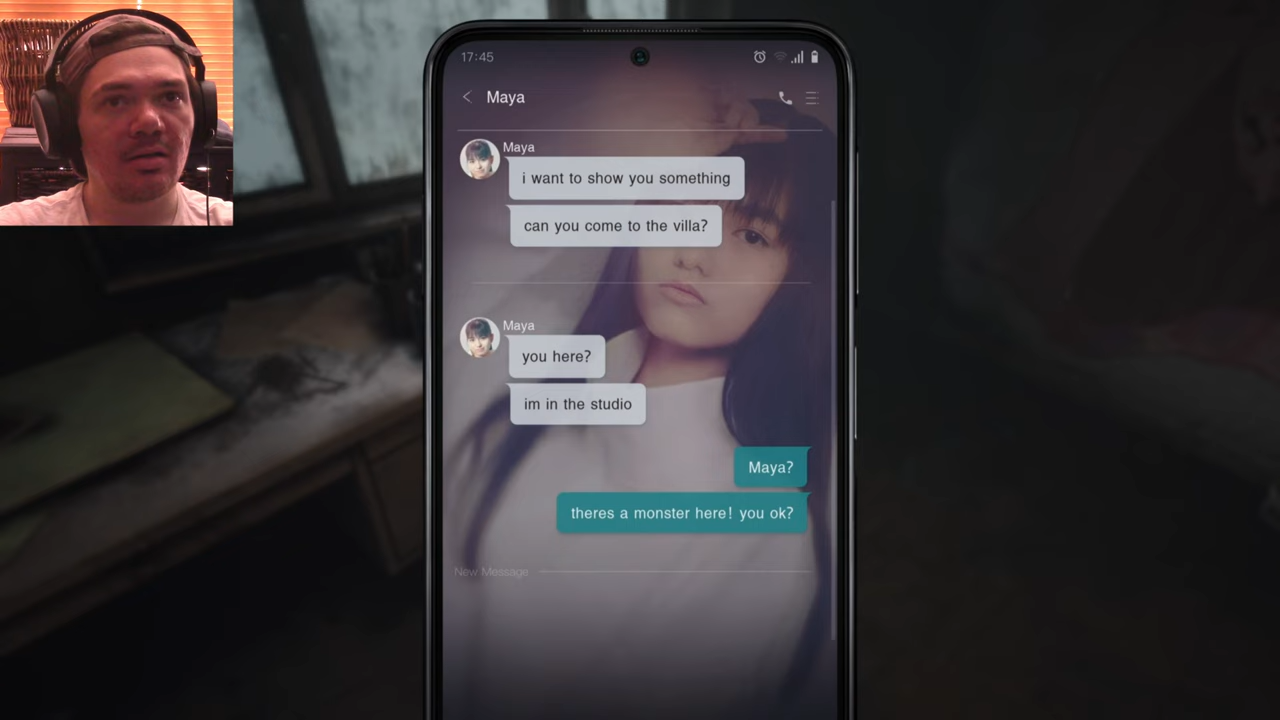 17:45
Maya
Maya
i want to show you something
can you come to the villa?
Maya
you here?
im in the studio
Maya?
theres a monster here! you ok?
New Message